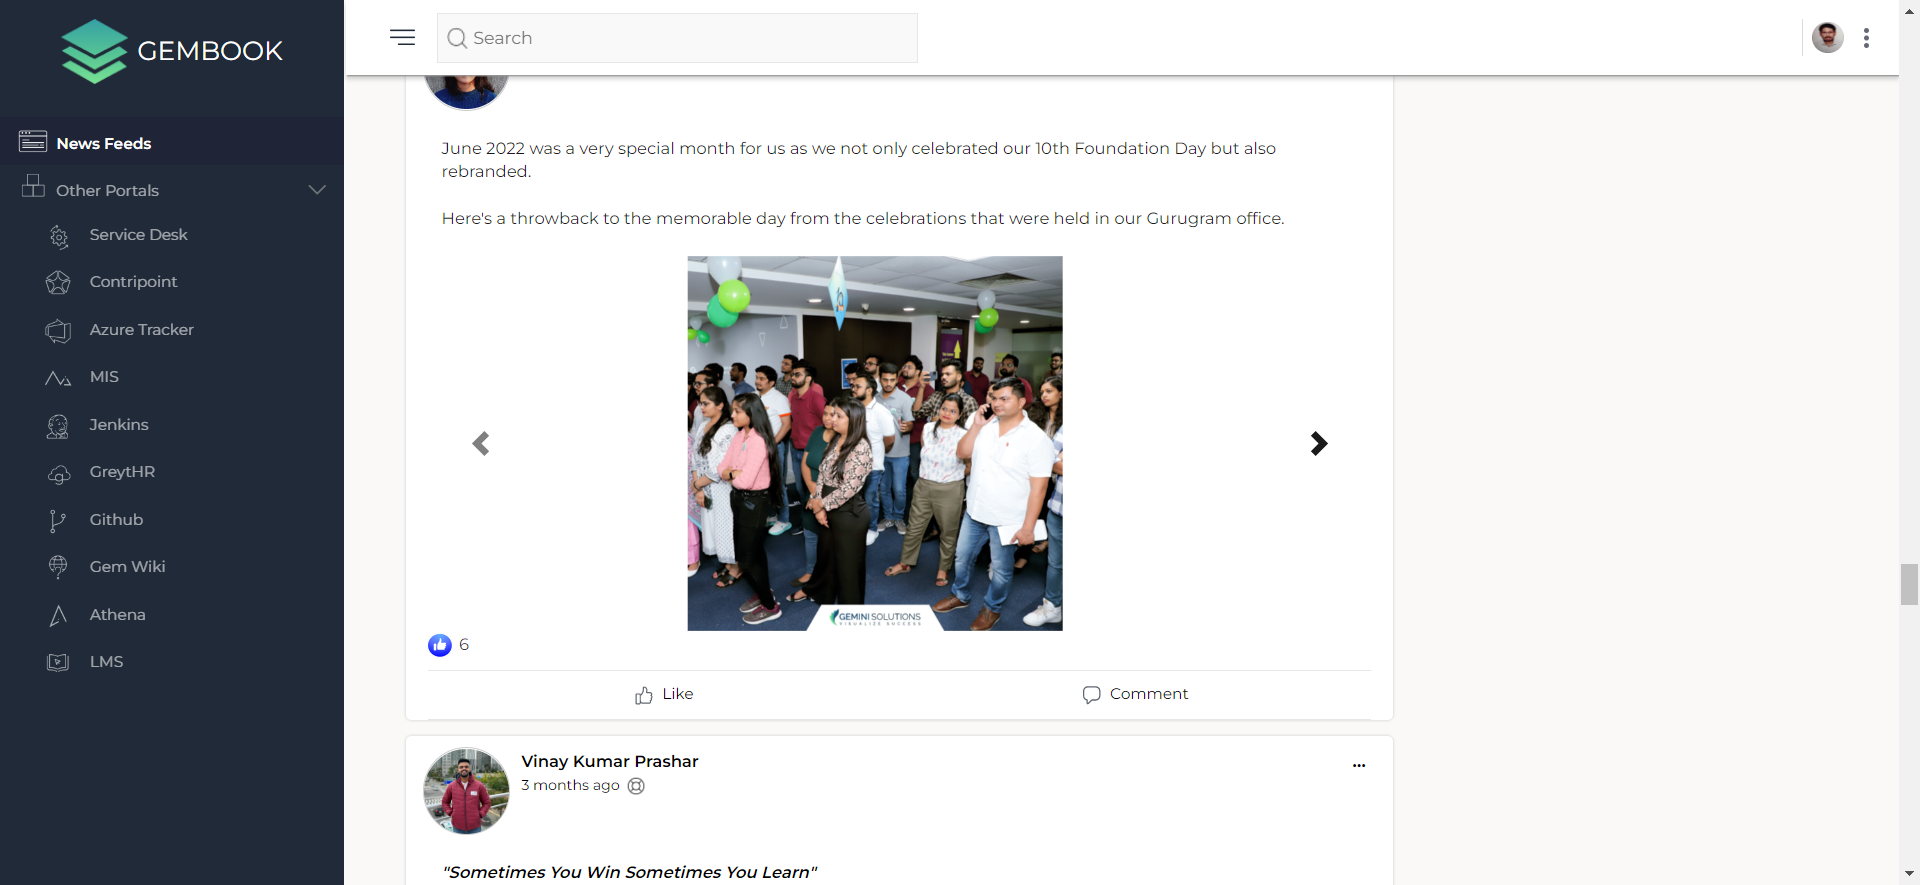 GEMBOOK
Search
News Feeds
Other Portals
Service Desk
Contripoint
Azure Tracker
MIS
Jenkins
GreytHR
Github
Gem Wiki
Athena
LMS
June 2022 was a very special month for us as we not only celebrated our 10th Foundation Day but also
rebranded.
Here's a throwback to the memorable day from the celebrations that were held in our Gurugram office.
GEMINI SOLUTIONS
VISUALIZE SUCCESS
6
Like
Comment
Vinay Kumar Prashar
3 months ago
"Sometimes You Win Sometimes You Learn"